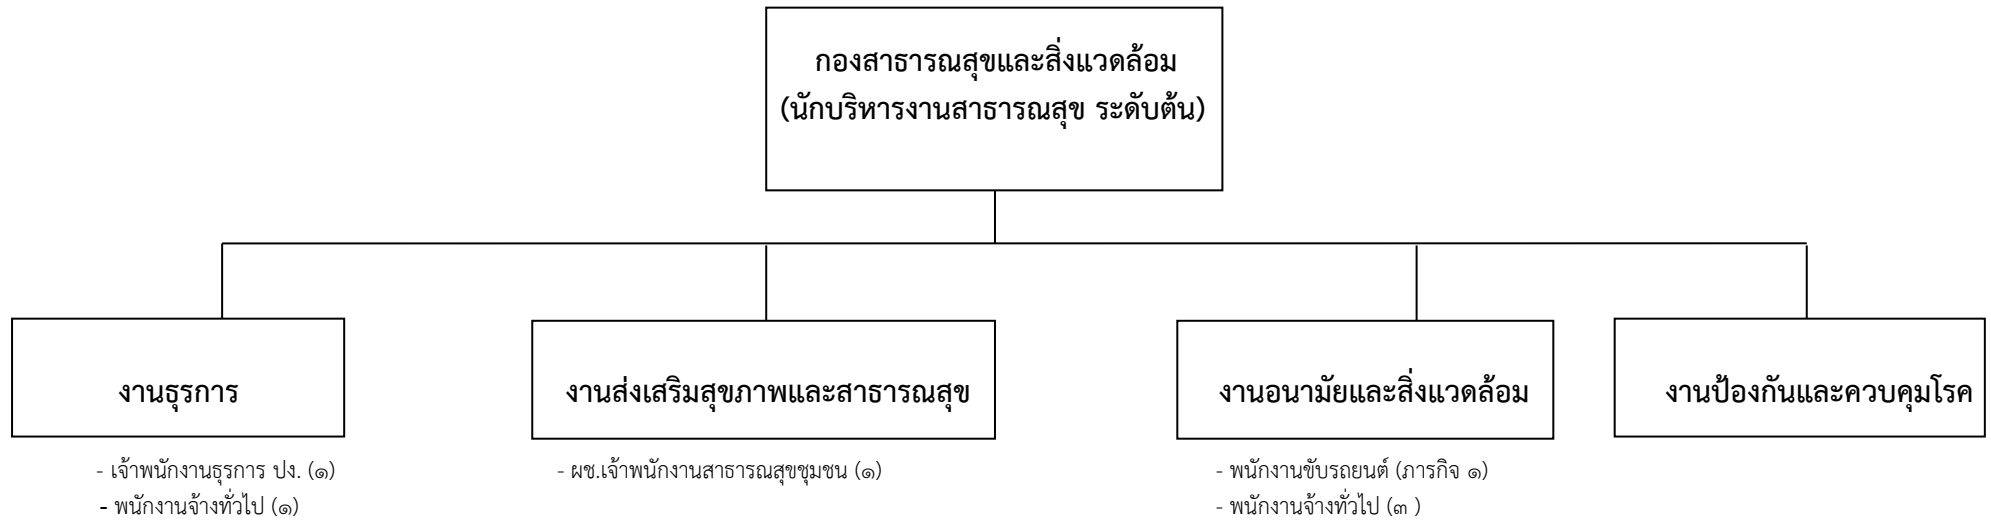 กองสาธารณสุขและสิ่งแวดล้อม
(นักบริหารงานสาธารณสุข ระดับต้น)
งานธุรการ
- เจ้าพนักงานธุรการ ปง. (๑)
- พนักงานจ้างทั่วไป (๑)
งานส่งเสริมสุขภาพและสาธารณสุข
- ผช.เจ้าพนักงานสาธารณสุขชุมชน (๑)
งานอนามัยและสิ่งแวดล้อม
- พนักงานขับรถยนต์ (ภารกิจ ๑)
- พนักงานจ้างทั่วไป (๓ )
งานป้องกันและควบคุมโรค